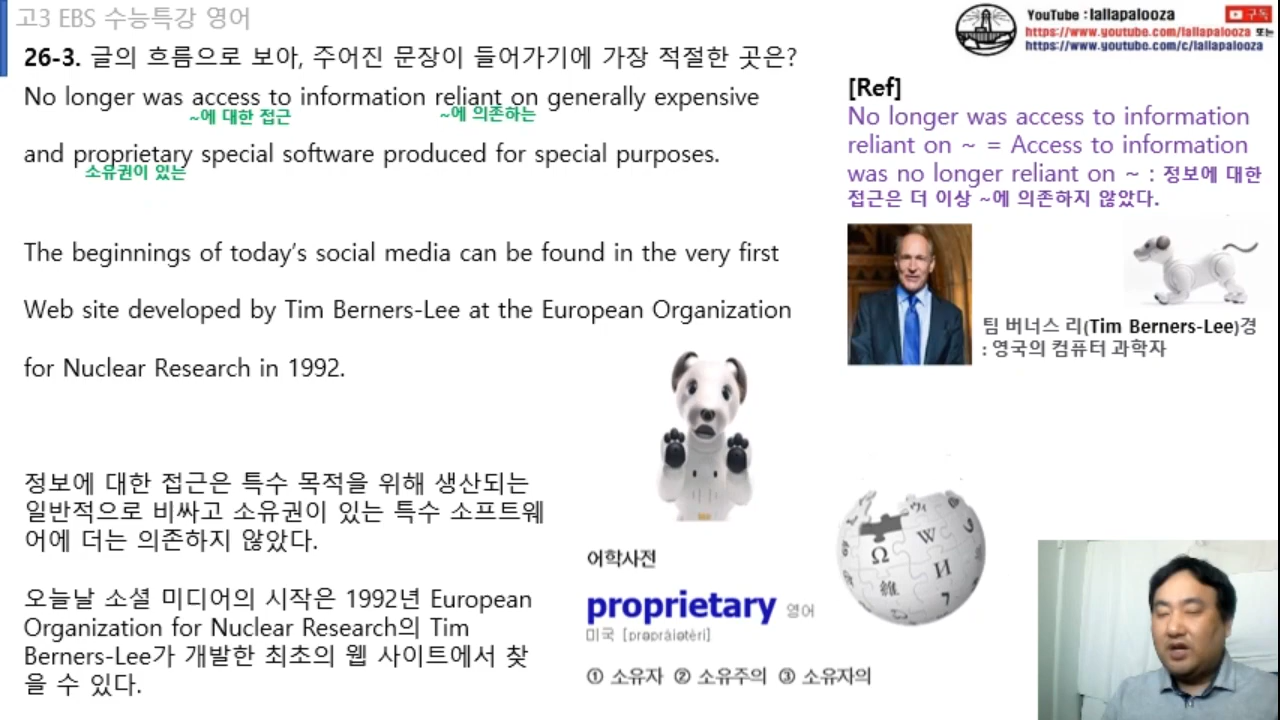 고3 EBS 수능특강 영어
26-3. 글의 흐름으로 보아, 주어진 문장이 들어가기에 가장 적절한 곳은?
No longer was access to information reliant on generally expensive
~에 대한 접근
~에 의존하는
and proprietary special software produced for special purposes.
소유권이 있는
The beginnings of today's social media can be found in the very first
Web site developed by Tim Berners-Lee at the European Organization
for Nuclear Research in 1992.
정보에 대한 접근은 특수 목적을 위해 생산되는
일반적으로 비싸고 소유권이 있는 특수 소프트웨
어에 더는 의존하지 않았다.
오늘날 소셜 미디어의 시작은 1992년 European
Organization for Nuclear Research의 Tim
Berners-Lee가 개발한 최초의 웹 사이트에서 찾
을 수 있다.
YouTube : lallapalooza
구독
https://www.youtube.com/lallapalooza 또는
https://www.youtube.com/c/lallapalooza
[Ref]
No longer was access to information
reliant on ~ = Access to information
was no longer reliant on ~ : 정보에 대한
접근은 더 이상 ~에 의존하지 않았다.
팀 버너스 리(Tim Berners-Lee)경
: 영국의 컴퓨터 과학자
어학사전
proprietary 영어
미국 [prəpráiətèri]
① 소유자 ② 소유주의 ③ 소유자의
Ω W И 維 7